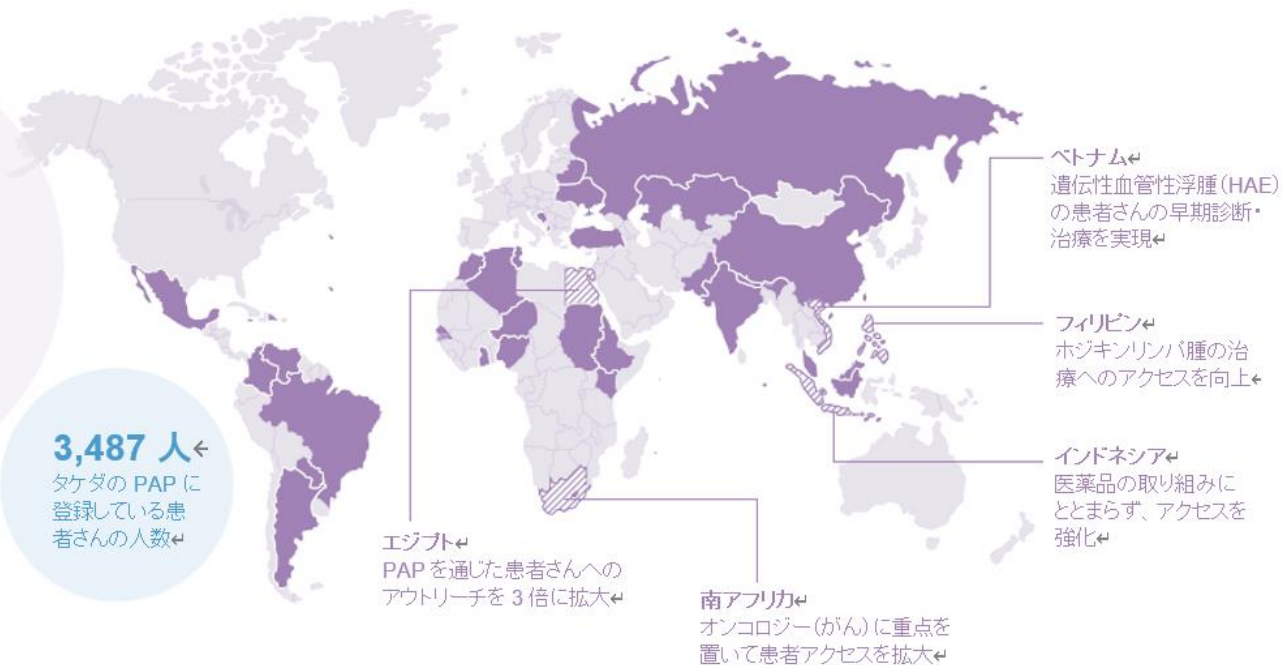 ベトナム↵
遺伝性血管性浮腫(HAE)
の患者さんの早期診断・
治療を実現↵
フィリピン↵
ホジキンリンパ腫の治
療へのアクセスを向上↵
インドネシア↵
医薬品の取り組みに
ととまらず、アクセスを
強化↵
3,487 人↵
タケダの PAP に
登録している患
者さんの人数↵
エジプト↵
PAP を通じた患者さんへの
アウトリーチを 3 倍に拡大↵
南アフリカ↵
オンコロジー(がん)に重点を
置いて患者アクセスを拡大↵